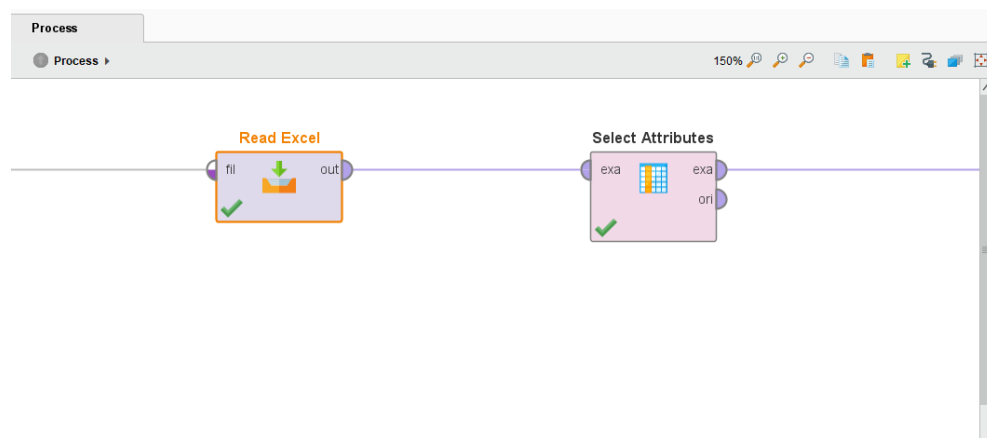 Process
Process
150%
Read Excel
Select Attributes
fil
out
exa
exa
ori